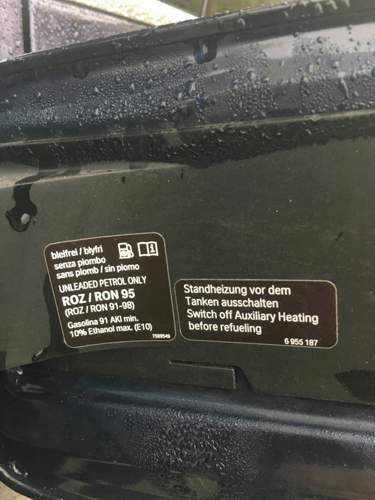 bleifrei / blyfri
senza piombo
sans plomb / sin plomo
UNLEADED PETROL ONLY
ROZ / RON 95
(ROZ / RON 91-98)
Gasolina 91 AKI min.
10% Ethanol max. (E10)
Standheizung vor dem
Tanken ausschalten
Switch off Auxiliary Heating
before refueling
6 955 187